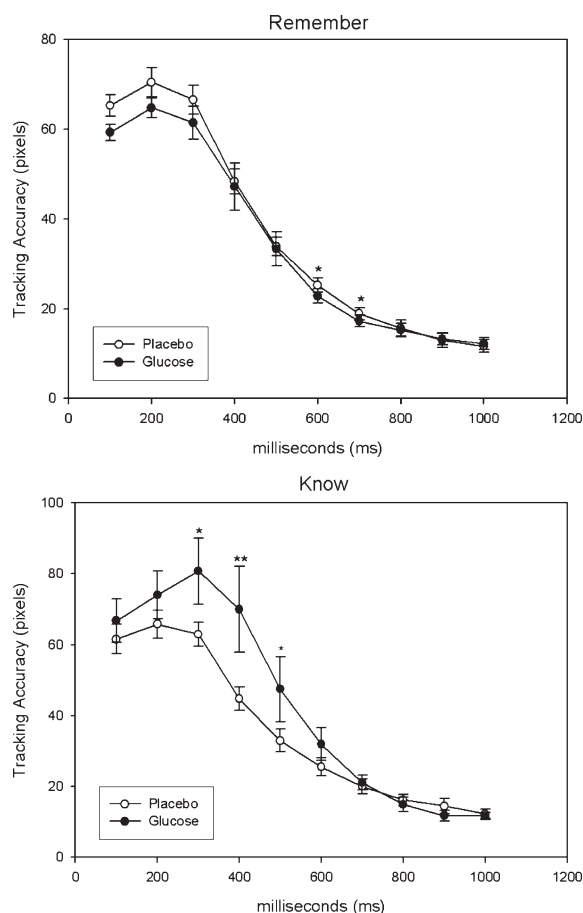 Remember
80
60
40
20
0
Tracking Accuracy (pixels)
*
*
Placebo
Glucose
0 200 400 600 800 1000 1200
milliseconds (ms)
Know
100
80
60
40
20
0
Tracking Accuracy (pixels)
*
**
*
Placebo
Glucose
0 200 400 600 800 1000 1200
milliseconds (ms)